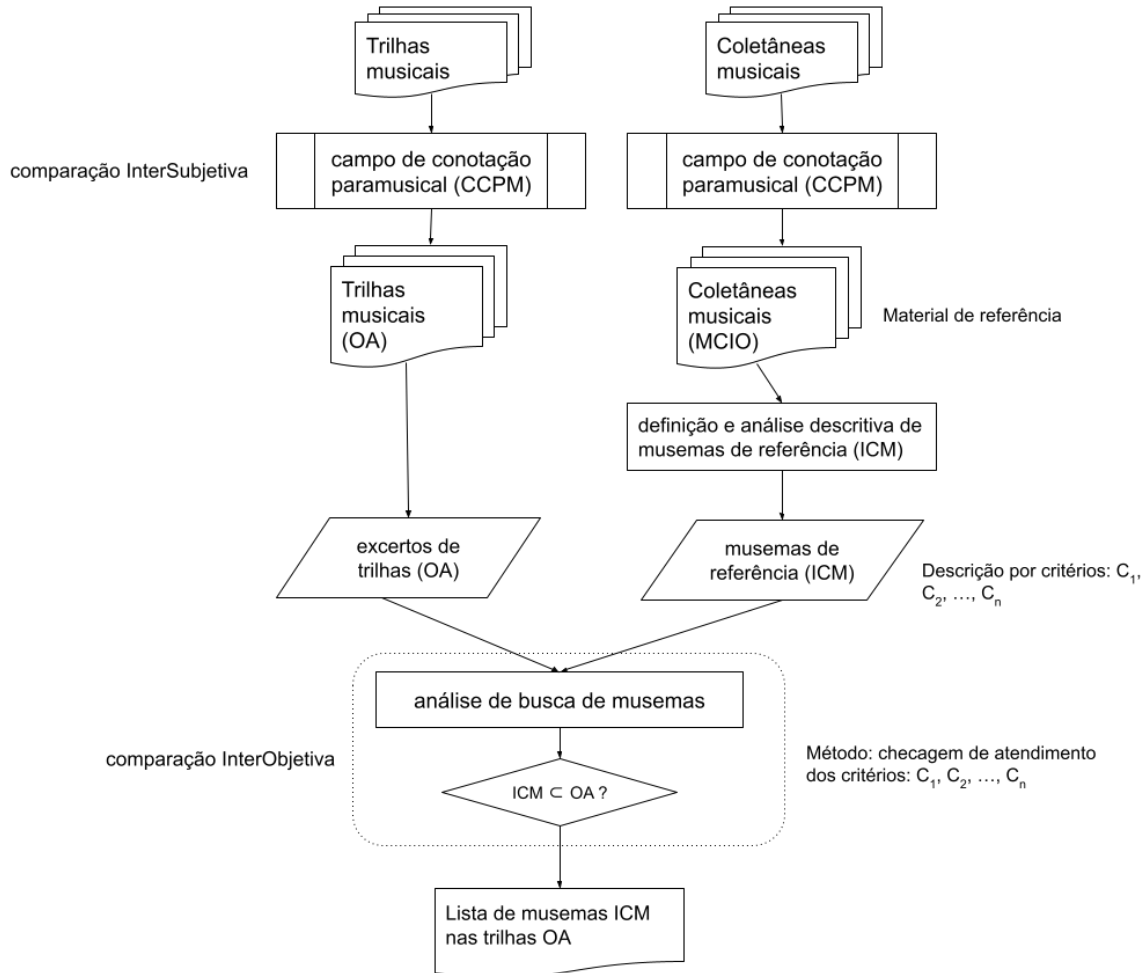 Trilhas
musicais
Coletâneas
musicais
comparação InterSubjetiva
campo de conotação
paramusical (CCPM)
campo de conotação
paramusical (CCPM)
Trilhas
musicais
(OA)
Coletâneas
musicais
(MCIO)
Material de referência
definição e análise descritiva de
musemas de referência (ICM)
excertos de
trilhas (OA)
musemas de
referência (ICM)
Descrição por critérios: C₁,
C₂, …, Cₙ
análise de busca de musemas
comparação InterObjetiva
ICM ⊂ OA ?
Método: checagem de atendimento
dos critérios: C₁, C₂, …, Cₙ
Lista de musemas ICM
nas trilhas OA